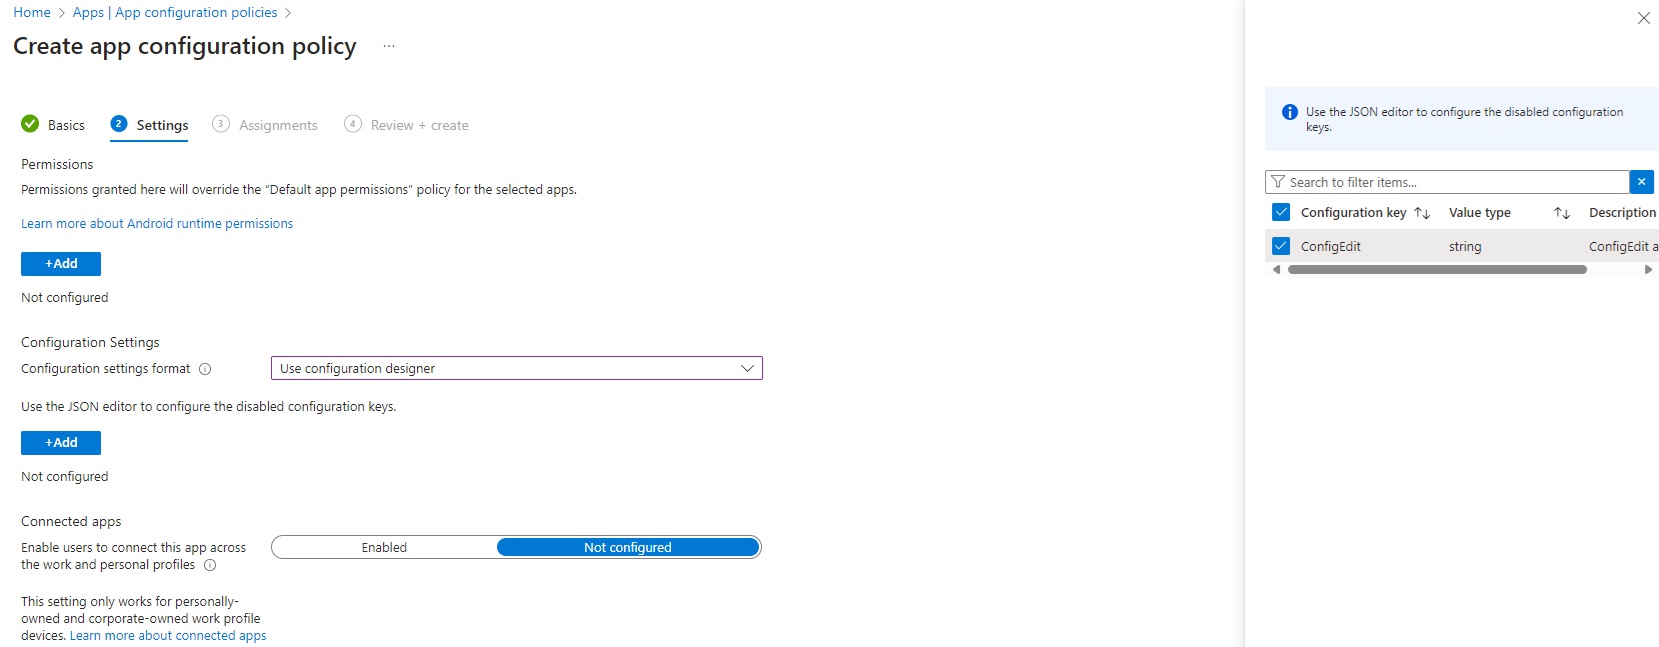 Home > Apps | App configuration policies >
Create app configuration policy ...
Basics 2 Settings 3 Assignments 4 Review + create
Permissions
Permissions granted here will override the “Default app permissions” policy for the selected apps.
Learn more about Android runtime permissions
+Add
Not configured
Configuration Settings
Configuration settings format
Use configuration designer
Use the JSON editor to configure the disabled configuration keys.
+Add
Not configured
Connected apps
Enable users to connect this app across
the work and personal profiles
Enabled Not configured
This setting only works for personally-
owned and corporate-owned work profile
devices. Learn more about connected apps
Use the JSON editor to configure the disabled configuration
keys.
Search to filter items...
Configuration key ↑↓ Value type ↑↓ Description
ConfigEdit string ConfigEdit a